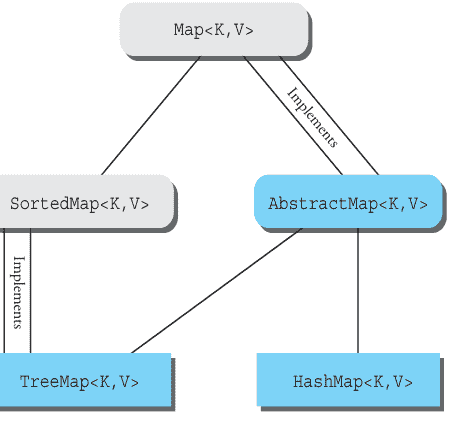 Map<K,V>
Implements
SortedMap<K,V>
AbstractMap<K,V>
Implements
TreeMap<K,V>
HashMap<K,V>